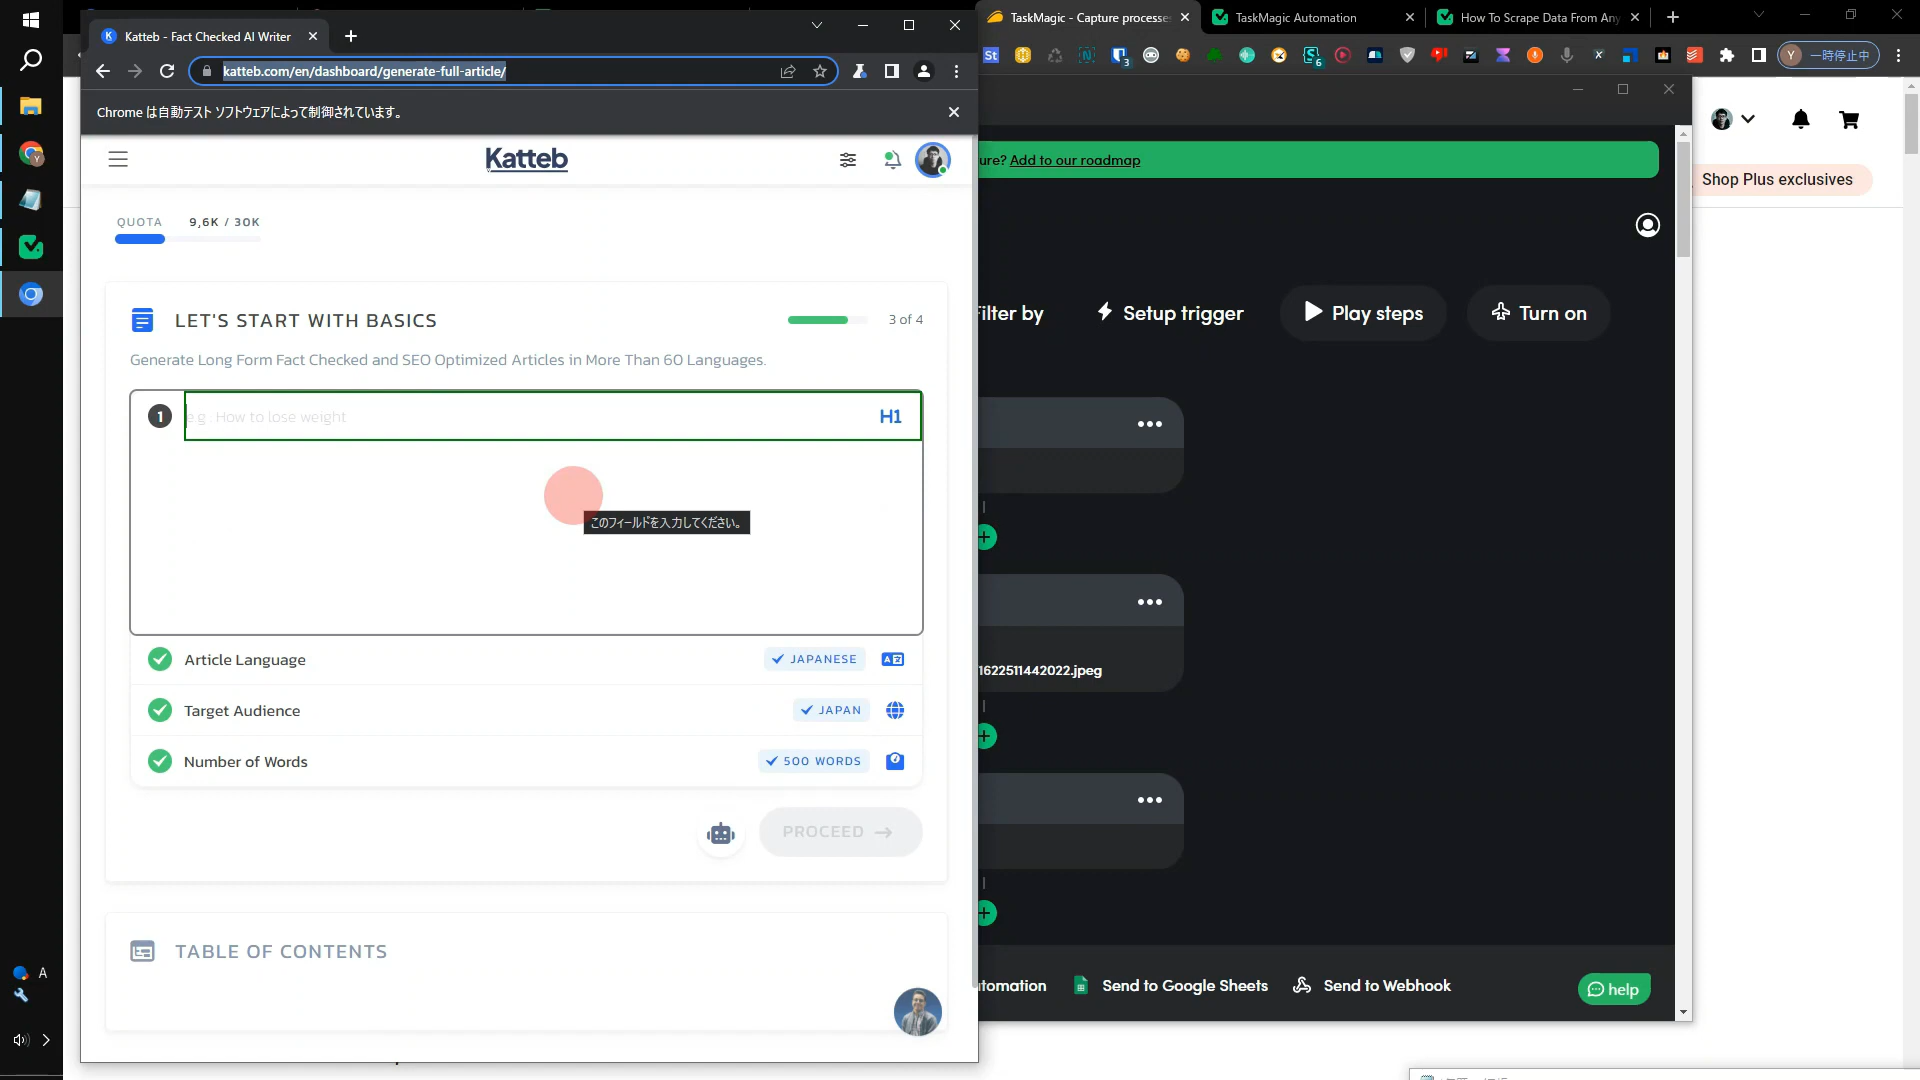 Katteb - Fact Checked AI Writer
katteb.com/en/dashboard/generate-full-article/
Chrome は自動テスト ソフトウェアによって制御されています。
Katteb
QUOTA 9,6K / 30K
LET'S START WITH BASICS
3 of 4
Generate Long Form Fact Checked and SEO Optimized Articles in More Than 60 Languages.
1
e.g. How to lose weight
H1
このフィールドを入力してください。
Article Language
JAPANESE
Target Audience
JAPAN
Number of Words
500 WORDS
PROCEED
TABLE OF CONTENTS
TaskMagic - Capture processes
TaskMagic Automation
How To Scrape Data From Any
St
3
6
Y 一時停止中
ure? Add to our roadmap
Shop Plus exclusives
Filter by
Setup trigger
Play steps
Turn on
1622511442022.jpeg
utomation
Send to Google Sheets
Send to Webhook
help
A